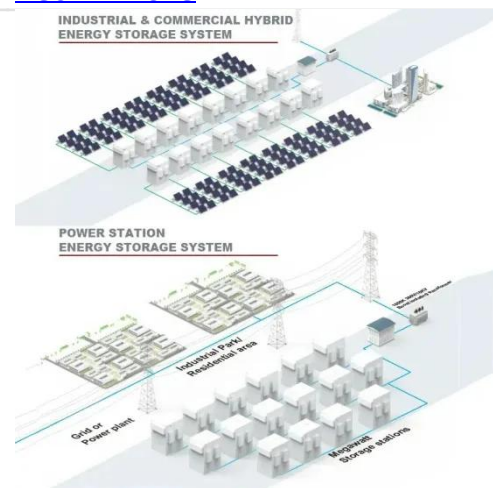 INDUSTRIAL & COMMERCIAL HYBRID
ENERGY STORAGE SYSTEM
POWER STATION
ENERGY STORAGE SYSTEM
Industrial Park/
Residential area
Grid or
Power plant
Megawatt
Storage stations